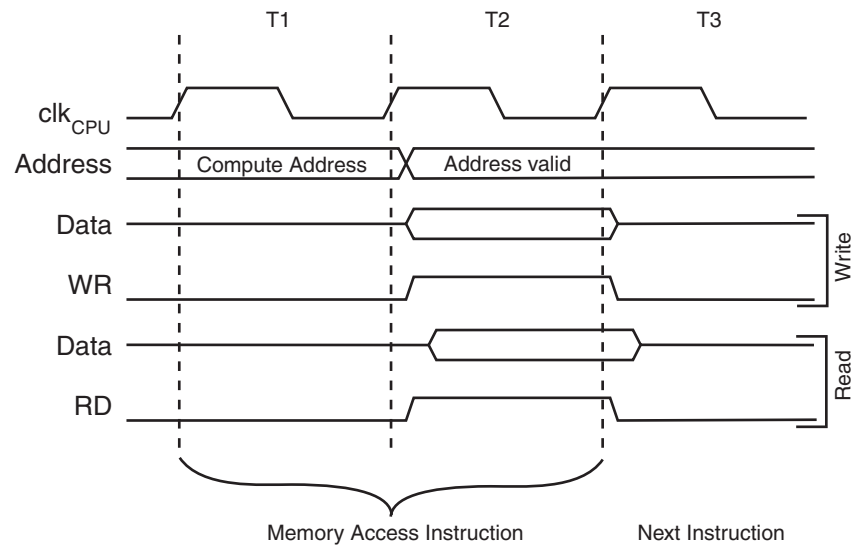 T1 T2 T3
clkCPU
Address Compute Address Address valid
Data
WR
Write
Data
RD
Read
Memory Access Instruction Next Instruction